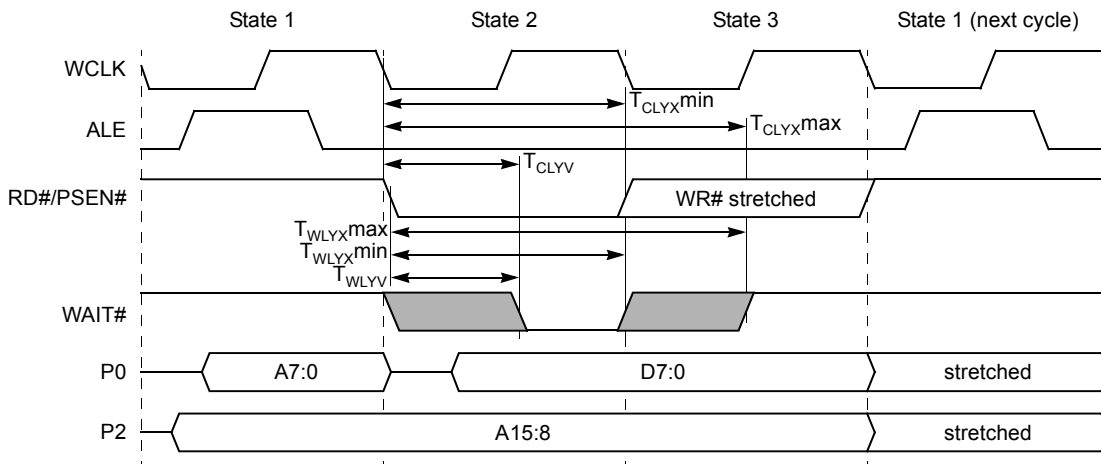 State 1 State 2 State 3 State 1 (next cycle)
WCLK
TCLYXmin
ALE
TCLYXmax
TCLYV
RD#/PSEN# WR# stretched
TWLYXmax
TWLYXmin
TWLYV
WAIT#
P0 A7:0 D7:0 stretched
P2 A15:8 stretched